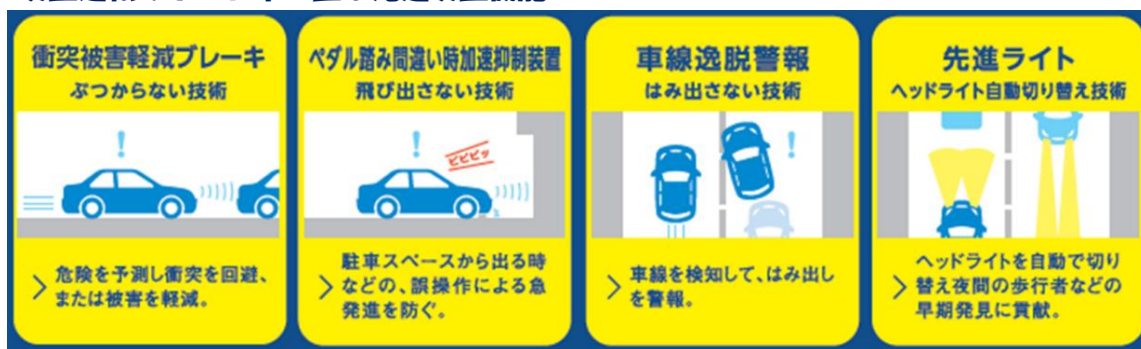 衝突被害軽減ブレーキ
ぶつからない技術
危険を予測し衝突を回避、
または被害を軽減。
ペダル踏み間違い時加速抑制装置
飛び出さない技術
ピピピッ
駐車スペースから出る時
などの、誤操作による急
発進を防ぐ。
車線逸脱警報
はみ出さない技術
車線を検知して、はみ出し
を警報。
先進ライト
ヘッドライト自動切り替え技術
ヘッドライトを自動で切り
替え夜間の歩行者などの
早期発見に貢献。